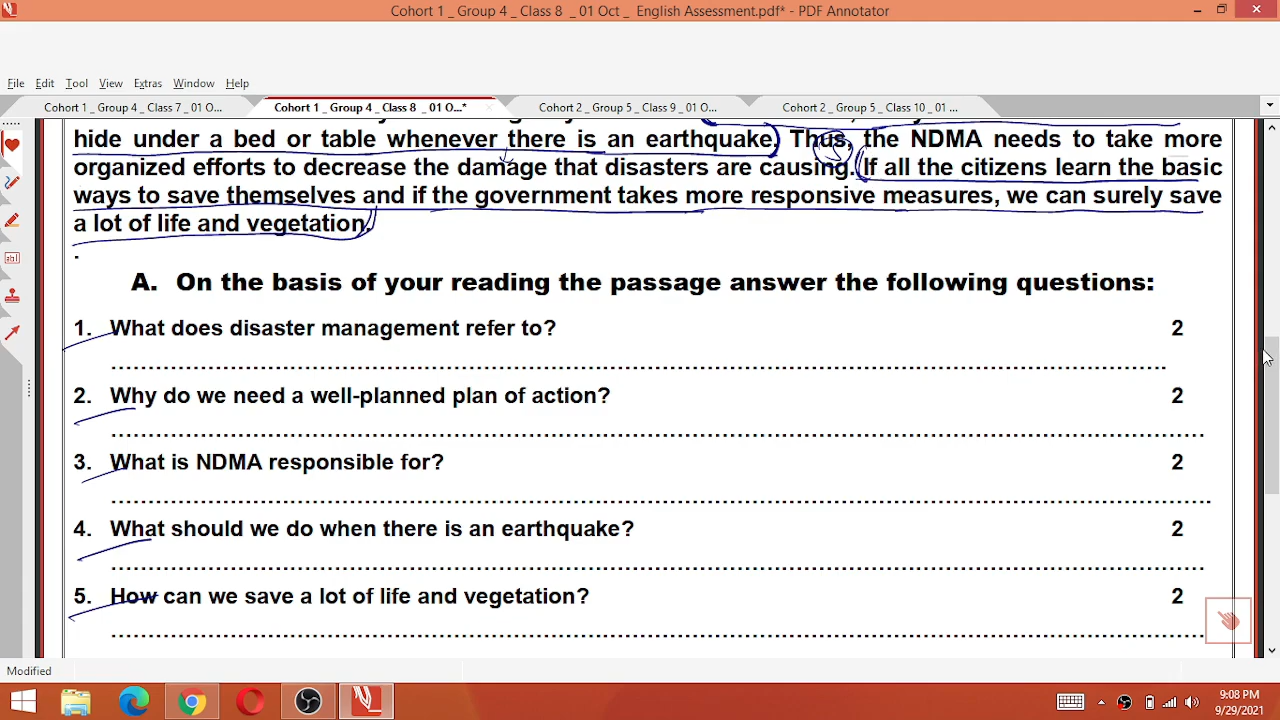 Cohort 1 _ Group 4 _ Class 8 _ 01 Oct _ English Assessment.pdf* - PDF Annotator
File Edit Tool View Extras Window Help
Cohort 1 _ Group 4 _ Class 7 _ 01 O... Cohort 1 _ Group 4 _ Class 8 _ 01 O...* Cohort 2 _ Group 5 _ Class 9 _ 01 O... Cohort 2 _ Group 5 _ Class 10 _ 01 ...
hide under a bed or table whenever there is an earthquake. Thus, the NDMA needs to take more
organized efforts to decrease the damage that disasters are causing. If all the citizens learn the basic
ways to save themselves and if the government takes more responsive measures, we can surely save
a lot of life and vegetation.
.
A. On the basis of your reading the passage answer the following questions:
1. What does disaster management refer to? 2
2. Why do we need a well-planned plan of action? 2
3. What is NDMA responsible for? 2
4. What should we do when there is an earthquake? 2
5. How can we save a lot of life and vegetation? 2
Modified
9:08 PM
9/29/2021